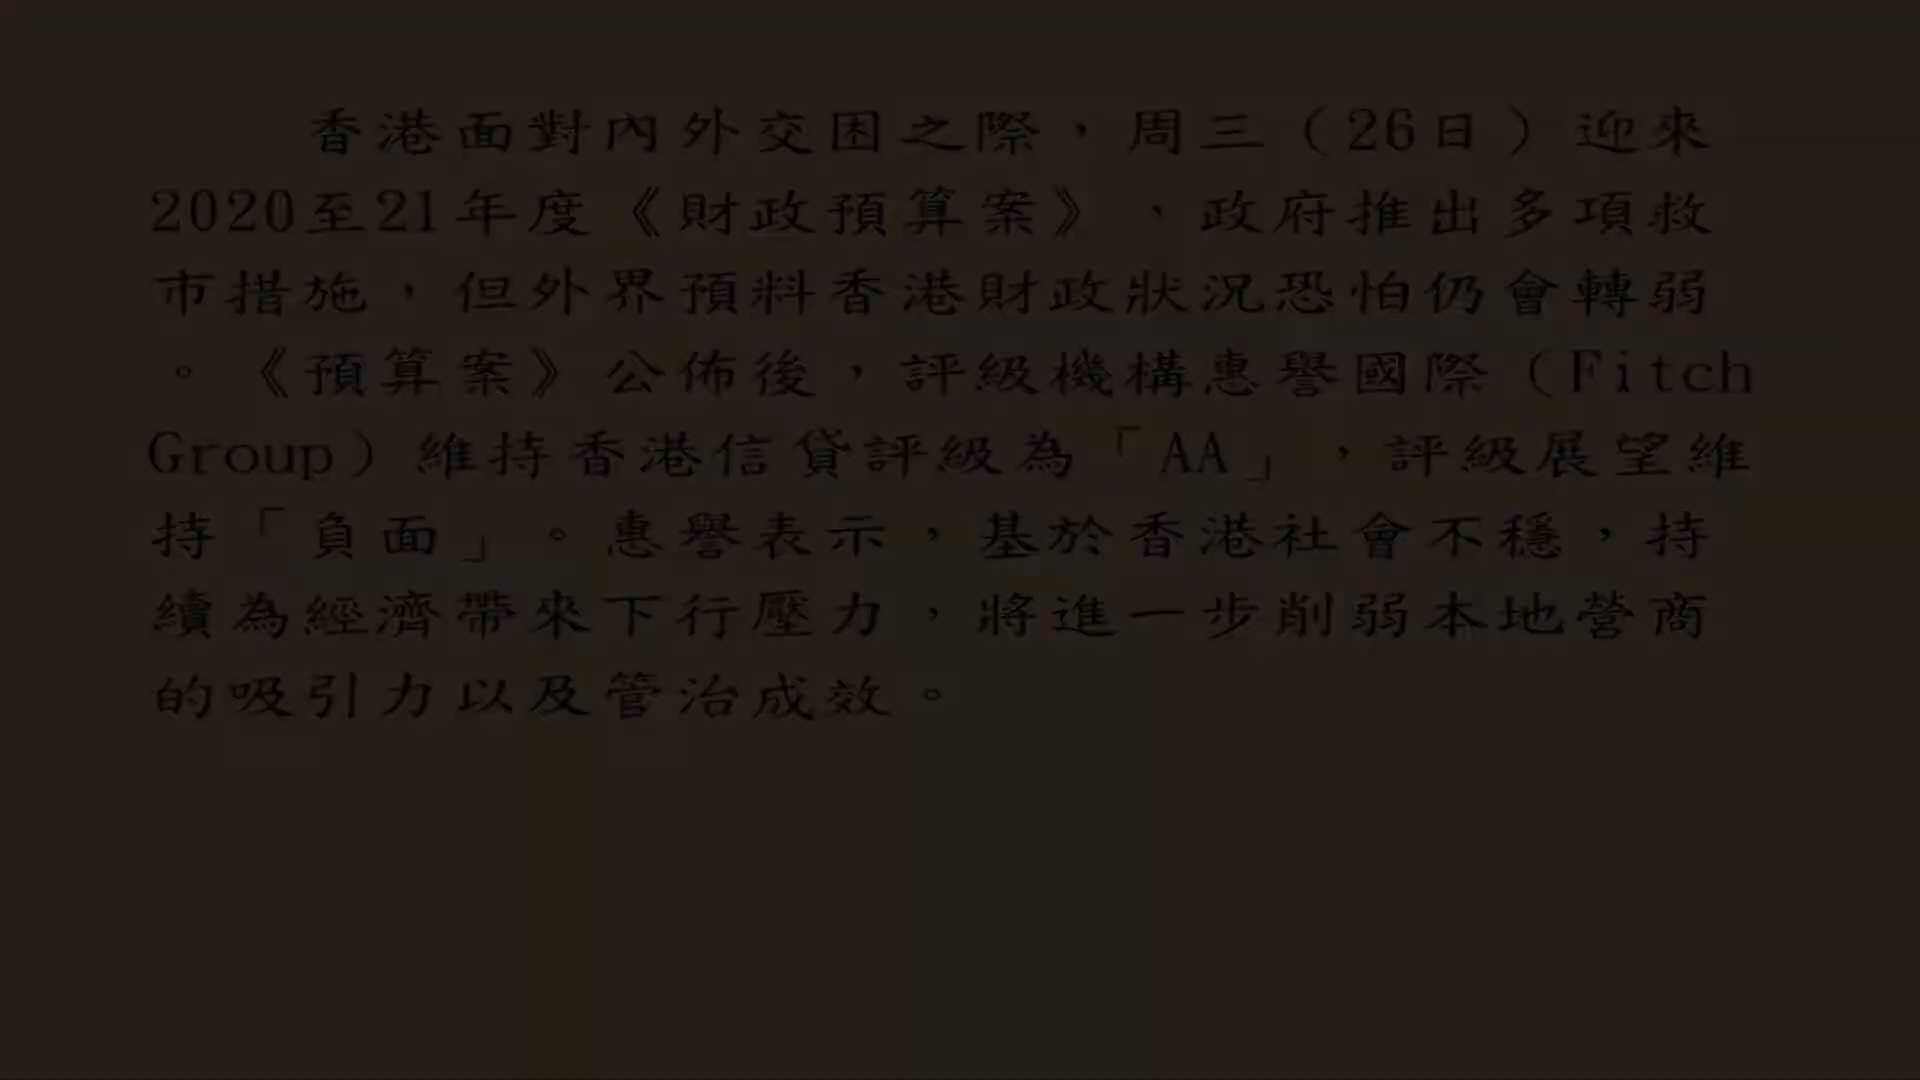 香港面對內外交困之際，周三（26日）迎來
2020至21年度《財政預算案》、政府推出多項救
市措施，但外界預料香港財政狀況恐怕仍會轉弱
。《預算案》公佈後，評級機構惠譽國際（Fitch
Group）維持香港信貸評級為「AA」，評級展望維
持「負面」。惠譽表示，基於香港社會不穩，持
續為經濟帶來下行壓力，將進一步削弱本地營商
的吸引力以及管治成效。